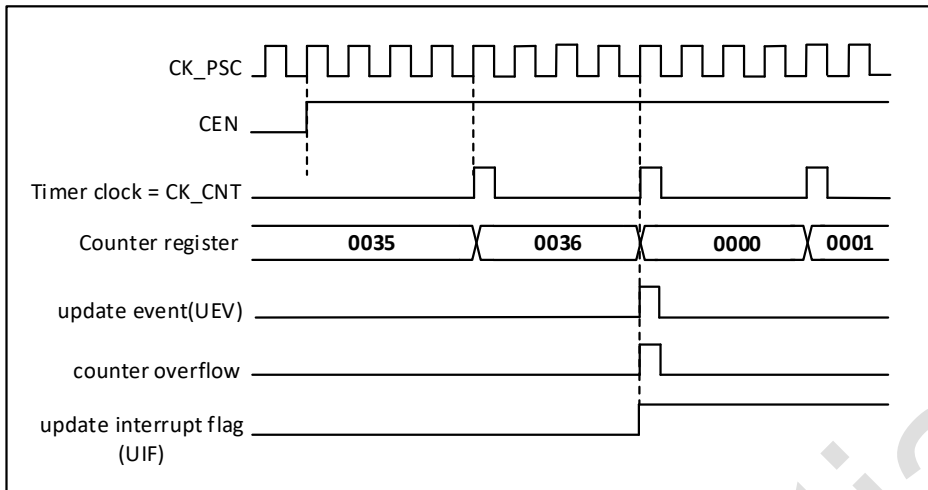 CK_PSC
CEN
Timer clock = CK_CNT
Counter register
0035 0036 0000 0001
update event(UEV)
counter overflow
update interrupt flag
(UIF)